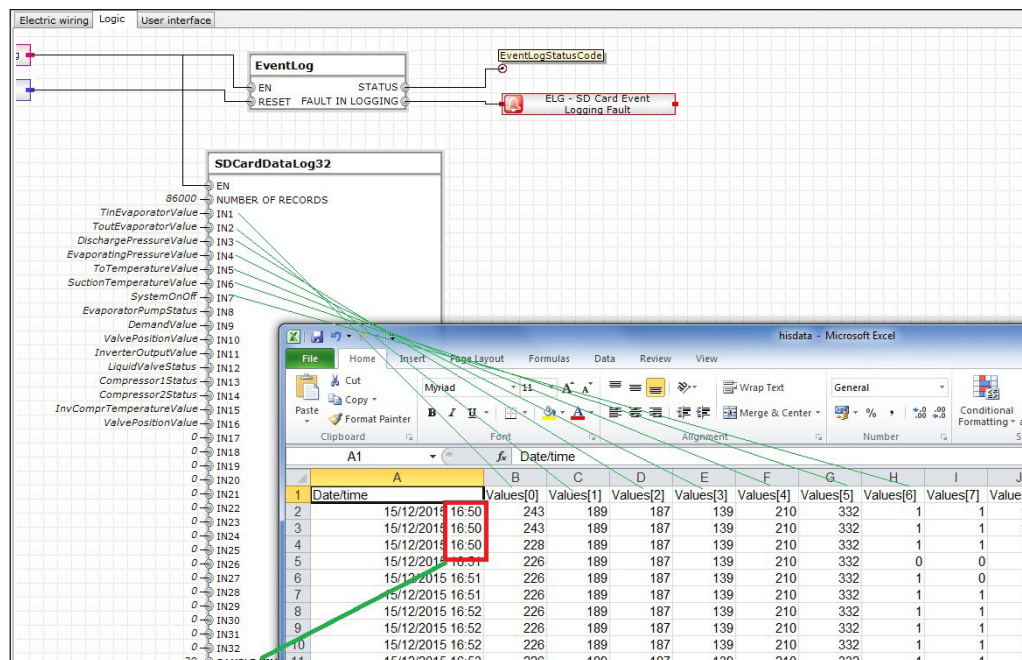 Electric wiring Logic User interface
EventLog
EN STATUS
RESET FAULT IN LOGGING
EventLogStatusCode
ELG - SD Card Event
Logging Fault
SDCardDataLog32
EN
86000 NUMBER OF RECORDS
TinEvaporatorValue IN1
ToutEvaporatorValue IN2
DischargePressureValue IN3
EvaporatingPressureValue IN4
ToTemperatureValue IN5
SuctionTemperatureValue IN6
SystemOnOff IN7
EvaporatorPumpStatus IN8
DemandValue IN9
ValvePositionValue IN10
InverterOutputValue IN11
LiquidValveStatus IN12
Compressor1Status IN13
Compressor2Status IN14
InvComprTemperatureValue IN15
ValvePositionValue IN16
0 IN17
0 IN18
0 IN19
0 IN20
0 IN21
0 IN22
0 IN23
0 IN24
0 IN25
0 IN26
0 IN27
0 IN28
0 IN29
0 IN30
0 IN31
0 IN32
hisdata - Microsoft Excel
File Home Insert Page Layout Formulas Data Review View
Paste
Cut
Copy
Format Painter
Clipboard
Myriad 11
B I U
Font
Wrap Text
Merge & Center
Alignment
General
% , .00
Number
Conditional
Formatting
A1 fx Date/time
A B C D E F G H I J
1 Date/time Values[0] Values[1] Values[2] Values[3] Values[4] Values[5] Values[6] Values[7] Value
2 15/12/2015 16:50 243 189 187 139 210 332 1 1
3 15/12/2015 16:50 243 189 187 139 210 332 1 1
4 15/12/2015 16:50 228 189 187 139 210 332 1 1
5 15/12/2015 16:51 226 189 187 139 210 332 0 0
6 15/12/2015 16:51 226 189 187 139 210 332 1 0
7 15/12/2015 16:51 226 189 187 139 210 332 1 1
8 15/12/2015 16:52 226 189 187 139 210 332 1 1
9 15/12/2015 16:52 226 189 187 139 210 332 1 1
10 15/12/2015 16:52 226 189 187 139 210 332 1 1